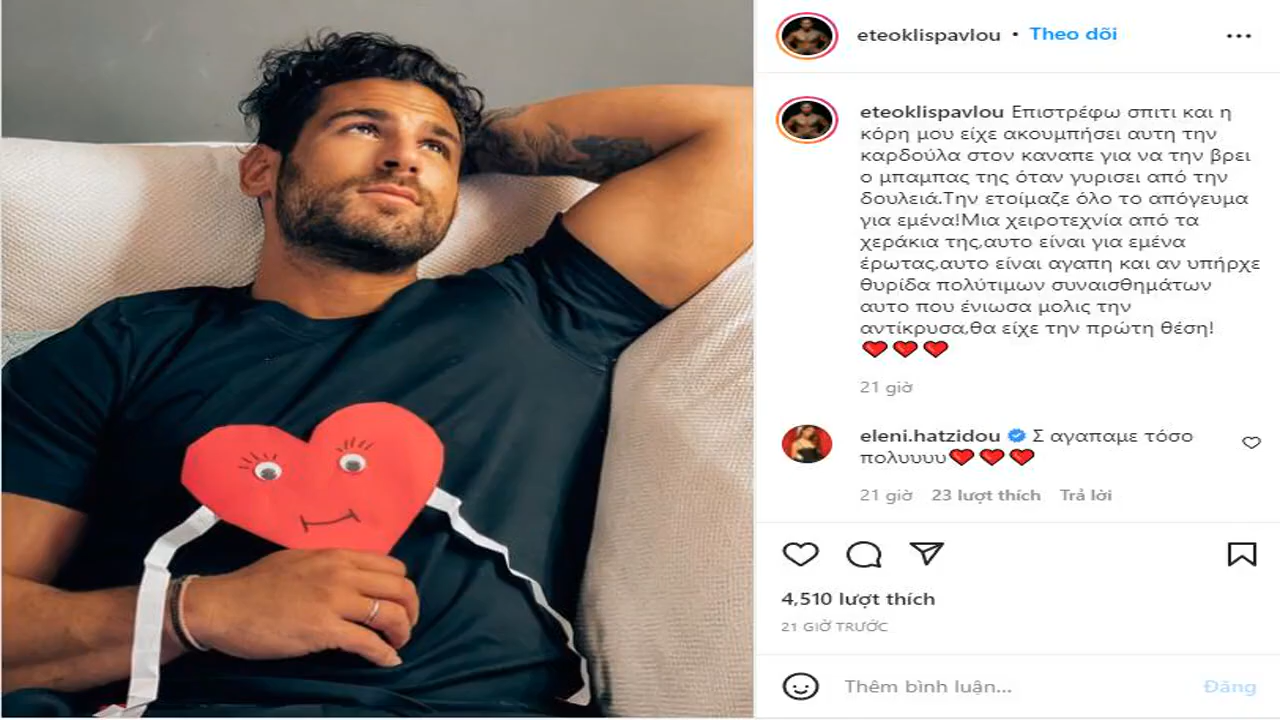 eteoklispavlou • Theo dõi
eteoklispavlou Επιστρέφω σπιτι και η
κόρη μου είχε ακουμπήσει αυτη την
καρδούλα στον καναπε για να την βρει
ο μπαμπας της όταν γυρισει από την
δουλειά.Την ετοίμαζε όλο το απόγευμα
για εμένα!Μια χειροτεχνία από τα
χεράκια της,αυτο είναι για εμένα
έρωτας,αυτο είναι αγαπη και αν υπήρχε
θυρίδα πολύτιμων συναισθημάτων
αυτο που ένιωσα μολις την
αντίκρυσα,θα είχε την πρώτη θέση!
❤️❤️❤️
21 giờ
eleni.hatzidou Σ αγαπαμε τόσο
πολυυυυ❤️❤️❤️
21 giờ 23 lượt thích Trả lời
4,510 lượt thích
21 GIỜ TRƯỚC
Thêm bình luận... Đăng